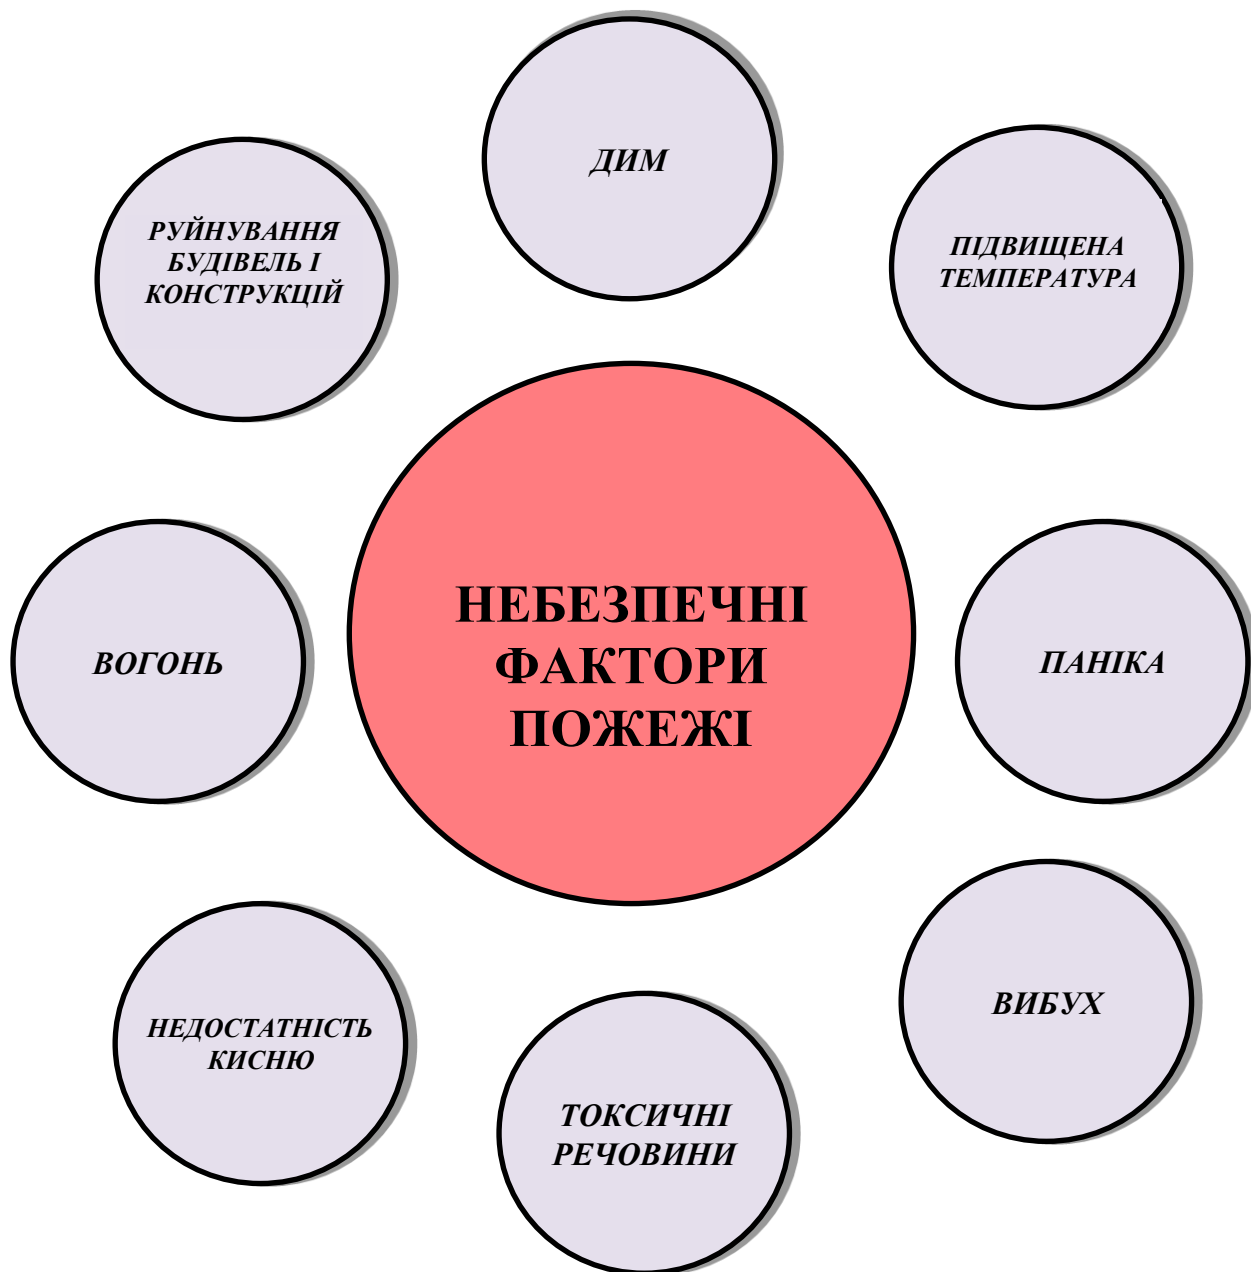 ДИМ
РУЙНУВАННЯ
БУДІВЕЛЬ І
КОНСТРУКЦІЙ
ПІДВИЩЕНА
ТЕМПЕРАТУРА
НЕБЕЗПЕЧНІ
ФАКТОРИ
ПОЖЕЖІ
ВОГОНЬ
ПАНІКА
НЕДОСТАТНІСТЬ
КИСНЮ
ВИБУХ
ТОКСИЧНІ
РЕЧОВИНИ